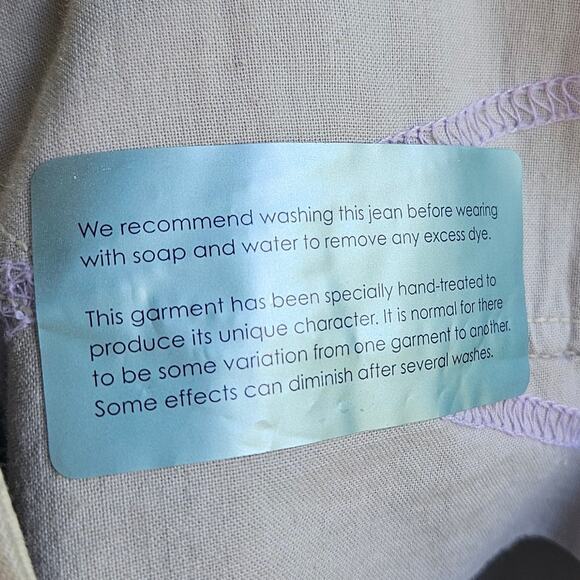 We recommend washing this jean before wearing
with soap and water to remove any excess dye.
This garment has been specially hand-treated to
produce its unique character. It is normal for there
to be some variation from one garment to another.
Some effects can diminish after several washes.